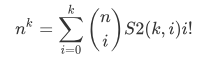 n^k = \sum_{i=0}^{k} \binom{n}{i} S2(k, i)i!